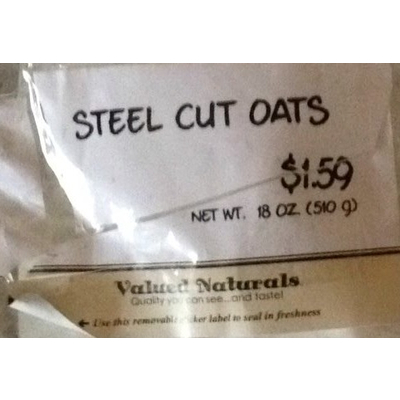 STEEL CUT OATS
$1.59
NET WT. 18 OZ. (510 g)
Valued Naturals
Quality you can see...and taste!
← Use this removable label to seal in freshness